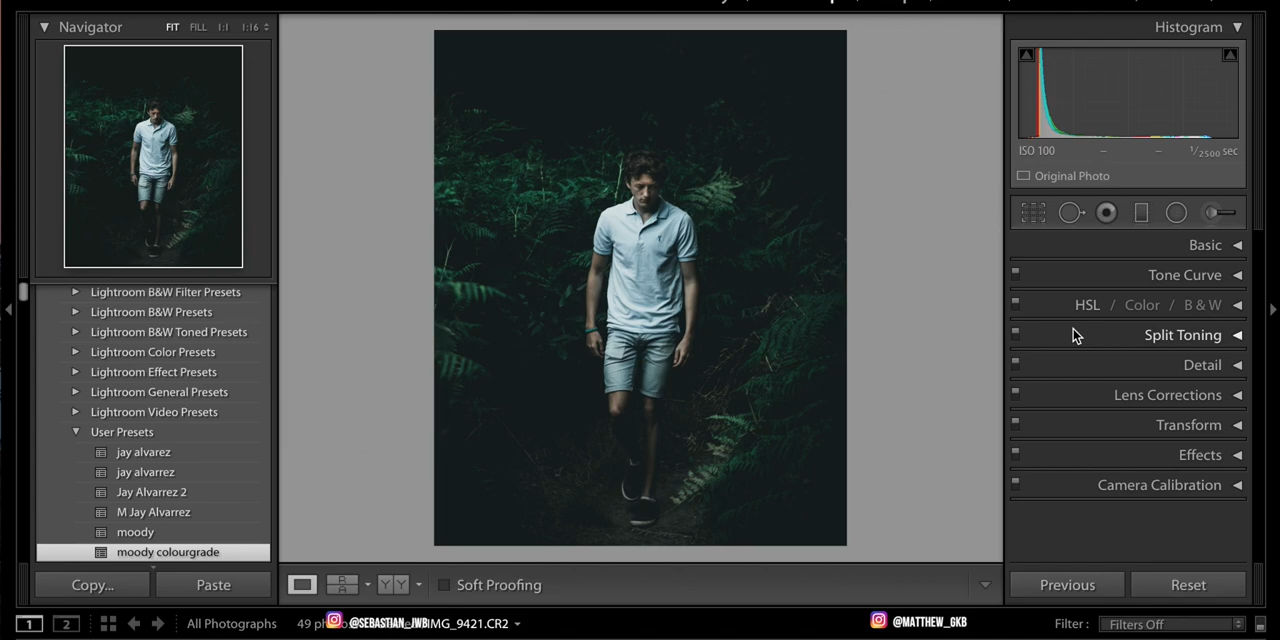 Navigator FIT FILL 1:1 1:16
Lightroom B&W Filter Presets
Lightroom B&W Presets
Lightroom B&W Toned Presets
Lightroom Color Presets
Lightroom Effect Presets
Lightroom General Presets
Lightroom Video Presets
User Presets
jay alvarez
jay alvarrez
Jay Alvarrez 2
M Jay Alvarrez
moody
moody colourgrade
Copy... Paste
R A Y Y Soft Proofing
Histogram
ISO 100 – – 1/2500 sec
Original Photo
Basic
Tone Curve
HSL / Color / B & W
Split Toning
Detail
Lens Corrections
Transform
Effects
Camera Calibration
Previous Reset
1 2 All Photographs 49 @SEBASTIAN_JWB IMG_9421.CR2 @MATTHEW_GKB Filter : Filters Off